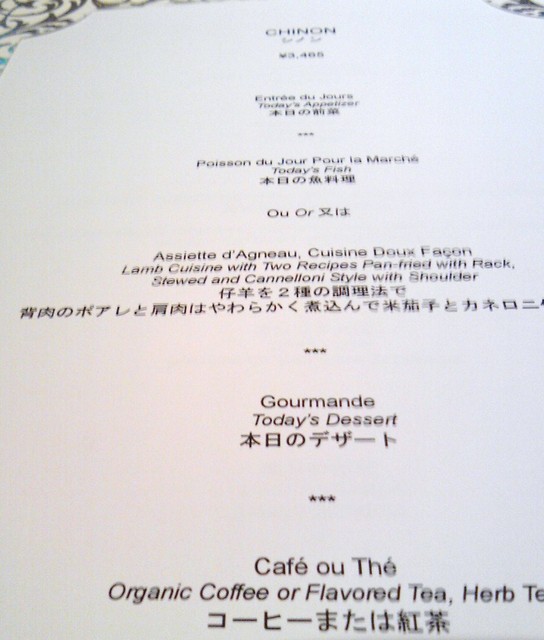 CHINON
シノン
¥3,465
Entrée du Jours
Today's Appetizer
本日の前菜
***
Poisson du Jour Pour la Marché
Today's Fish
本日の魚料理
Ou Or 又は
Assiette d'Agneau, Cuisine Doux Façon
Lamb Cuisine with Two Recipes Pan-fried with Rack,
Stewed and Cannelloni Style with Shoulder
仔羊を2種の調理法で
背肉のポアレと肩肉はやわらかく煮込んで米茄子とカネロニ
***
Gourmande
Today's Dessert
本日のデザート
***
Café ou Thé
Organic Coffee or Flavored Tea, Herb Te
コーヒーまたは紅茶